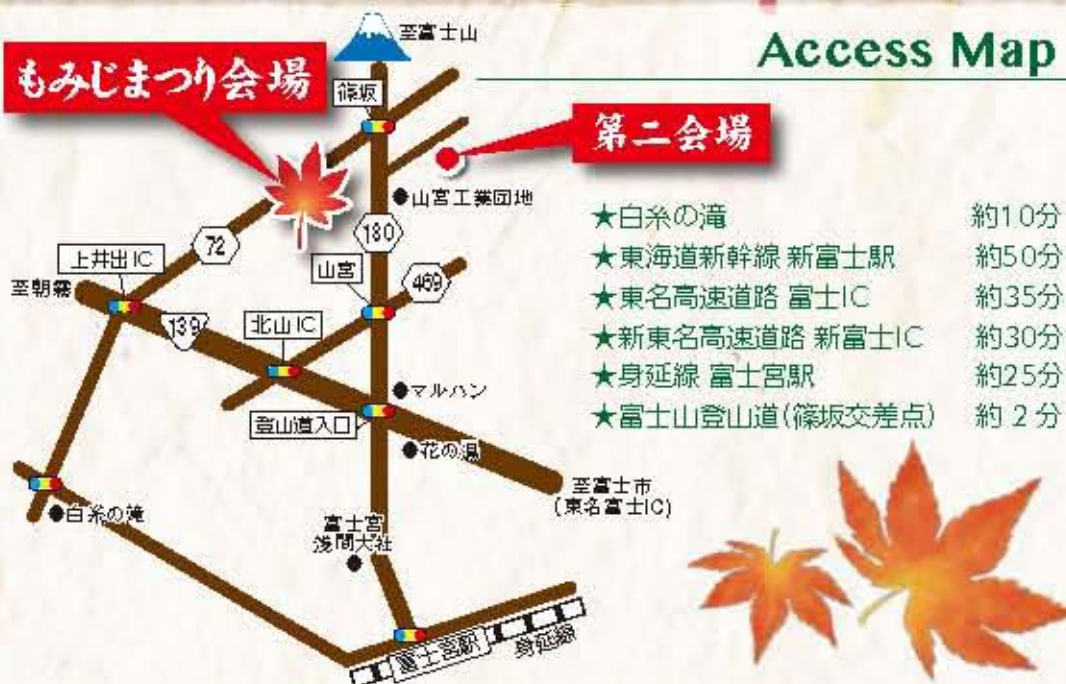 至富士山
Access Map
もみじまつり会場
篠坂
第二会場
山宮工業団地
180
72
上井出IC
山宮
469
至朝霧
139
北山IC
マルハン
登山道入口
花の湯
白糸の滝
至富士市
(東名富士IC)
富士宮
浅間大社
富士宮駅
身延線
★白糸の滝 約10分
★東海道新幹線 新富士駅 約50分
★東名高速道路 富士IC 約35分
★新東名高速道路 新富士IC 約30分
★身延線 富士宮駅 約25分
★富士山登山道(篠坂交差点) 約2分